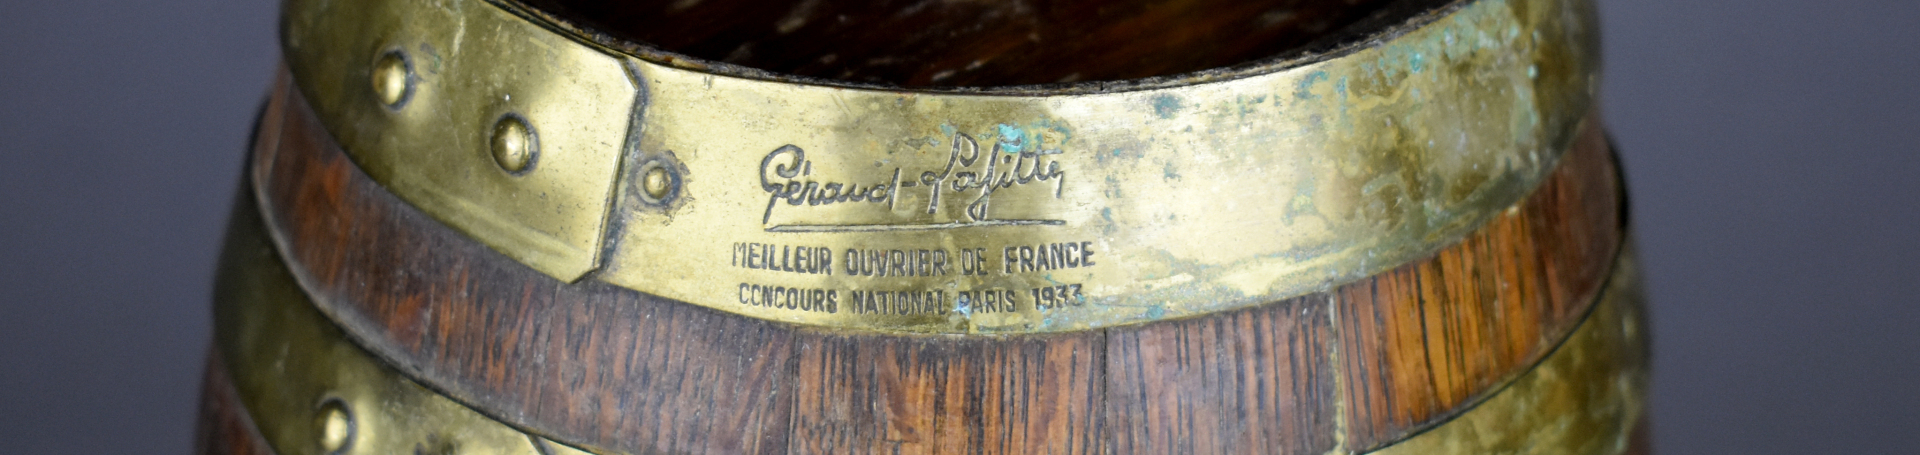 Géraud-Lafitte
MEILLEUR OUVRIER DE FRANCE
CONCOURS NATIONAL PARIS 1933